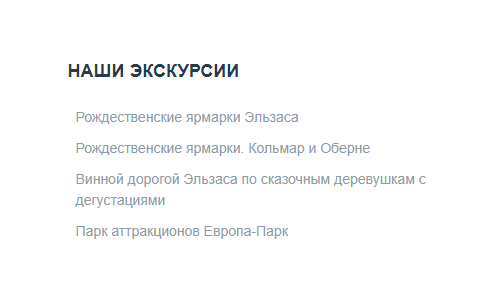 НАШИ ЭКСКУРСИИ
Рождественские ярмарки Эльзаса
Рождественские ярмарки. Кольмар и Оберне
Винной дорогой Эльзаса по сказочным деревушкам с
дегустациями
Парк аттракционов Европа-Парк